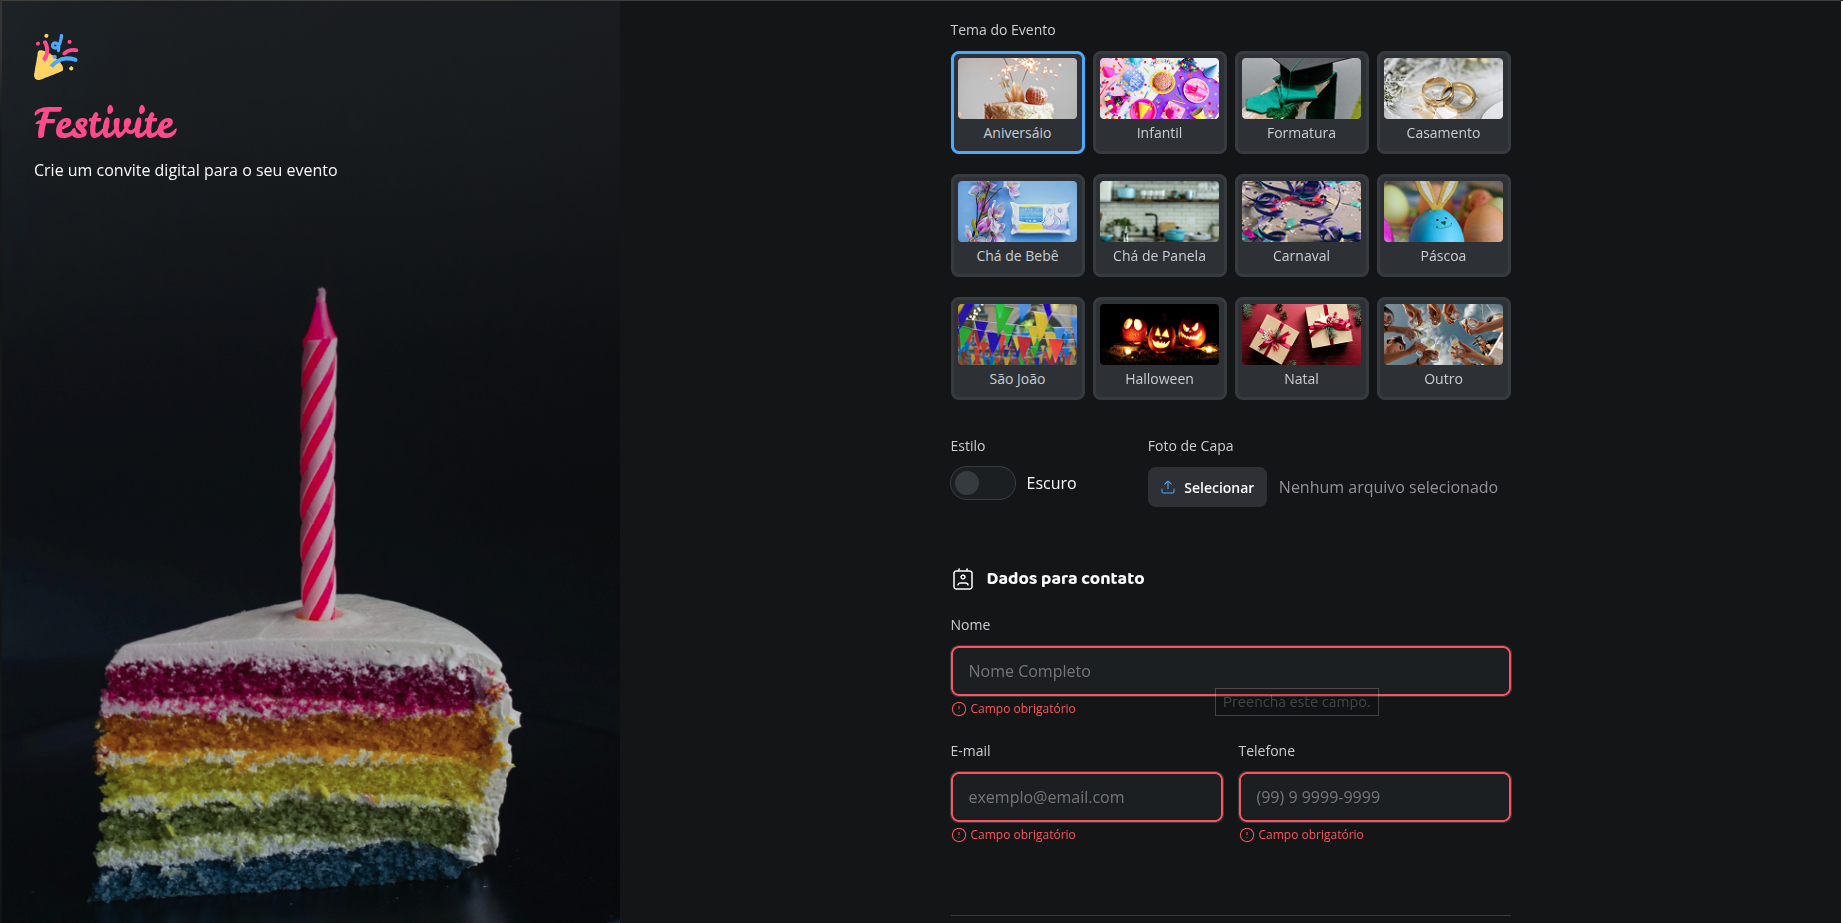 Festivite
Crie um convite digital para o seu evento
Tema do Evento
Aniversáio
Infantil
Formatura
Casamento
Chá de Bebê
Chá de Panela
Carnaval
Páscoa
São João
Halloween
Natal
Outro
Estilo
Escuro
Foto de Capa
Selecionar
Nenhum arquivo selecionado
Dados para contato
Nome
Nome Completo
Campo obrigatório
Preencha este campo.
E-mail
exemplo@email.com
Campo obrigatório
Telefone
(99) 9 9999-9999
Campo obrigatório